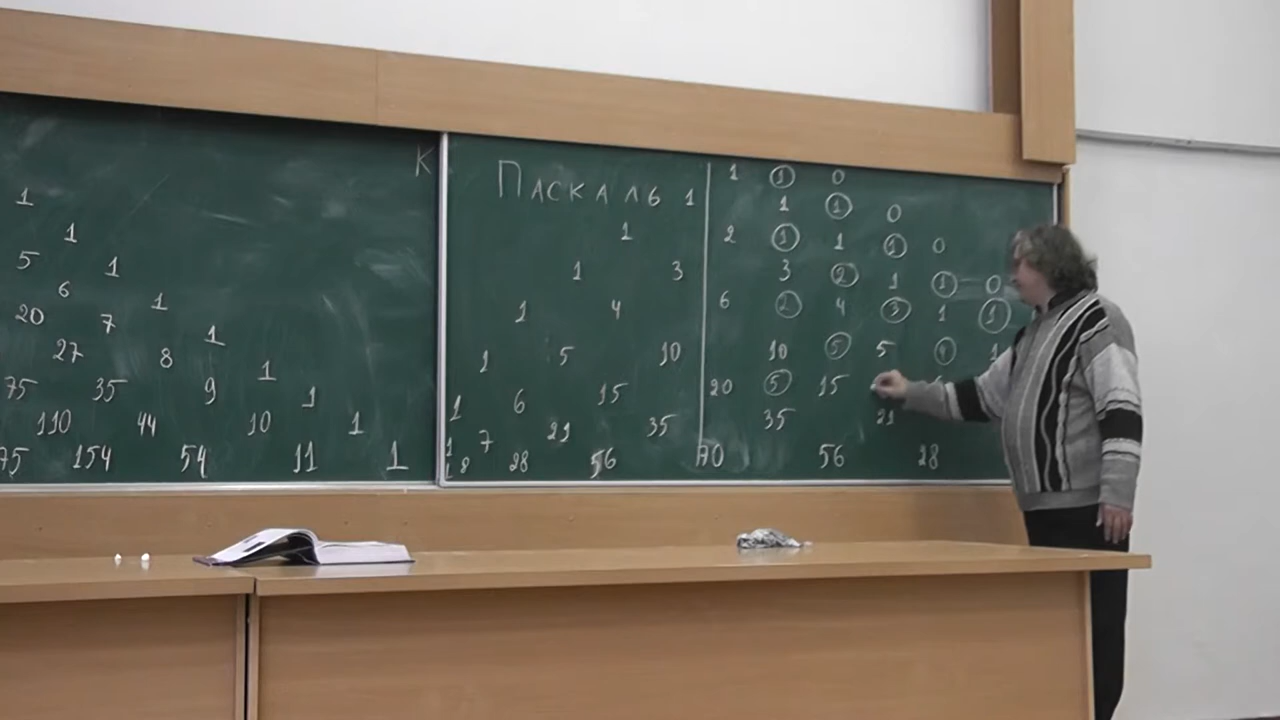 К
1
1
5 1
6 1
20 7 1
27 8 1
75 35 9 1
110 44 10 1
75 154 54 11 1
ПАСКАЛЬ 1 1 1 0
1 1 0
1 2 1 1 1 0
1 3 3 2 1 1 0
1 4 6 2 4 3 1 1
1 5 10 10 5 5 1
1 6 15 20 5 15
1 7 21 35 35 21
1 8 28 56 70 56 28